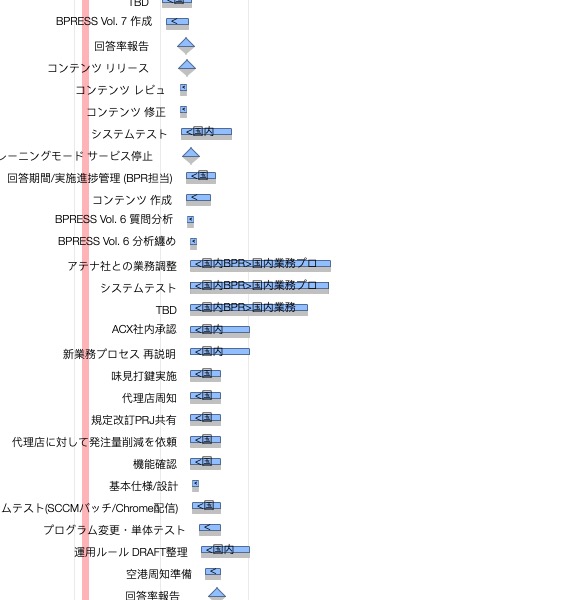 TBD <国
BPRESS Vol. 7 作成 <
回答率報告
コンテンツ リリース
コンテンツ レビュ <
コンテンツ 修正 <
システムテスト <国内
レーニングモード サービス停止
回答期間/実施進捗管理 (BPR担当) <国
コンテンツ 作成 <
BPRESS Vol. 6 質問分析 <
BPRESS Vol. 6 分析纏め <
アテナ社との業務調整 <国内BPR>国内業務プロ
システムテスト <国内BPR>国内業務プロ
TBD <国内BPR>国内業務
ACX社内承認 <国内
新業務プロセス 再説明 <国内
味見打鍵実施 <国
代理店周知 <国
規定改訂PRJ共有 <国
代理店に対して発注量削減を依頼 <国
機能確認 <国
基本仕様/設計 <
ムテスト(SCCMパッチ/Chrome配信) <国
プログラム変更・単体テスト <
運用ルール DRAFT整理 <国内
空港周知準備 <
回答率報告